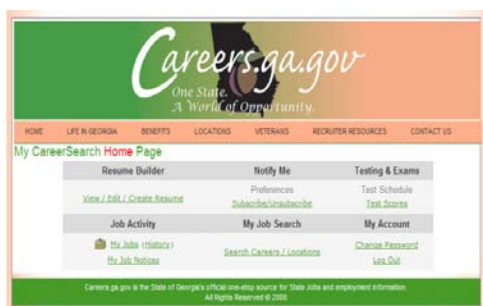 Careers.ga.gov
One State.
A World of Opportunity.
HOME LIFE IN GEORGIA BENEFITS LOCATIONS VETERANS RECRUITER RESOURCES CONTACT US
My CareerSearch Home Page
Resume Builder Notify Me Testing & Exams
View / Edit / Create Resume Preferences Test Schedule
Subscribe/Unsubscribe Test Scores
Job Activity My Job Search My Account
My Jobs (History) Search Careers / Locations Change Password
My Job Notices Log Out
Careers.ga.gov is the State of Georgia's official one-stop source for State Jobs and employment information.
All Rights Reserved © 2006